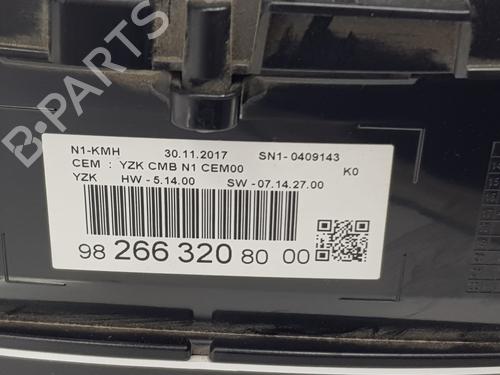 B-PARTS
N1-KMH 30.11.2017 SN1- 0409143
CEM : YZK CMB N1 CEM00 K0
YZK HW - 5.14.00 SW - 07.14.27.00
98 266 320 80 00